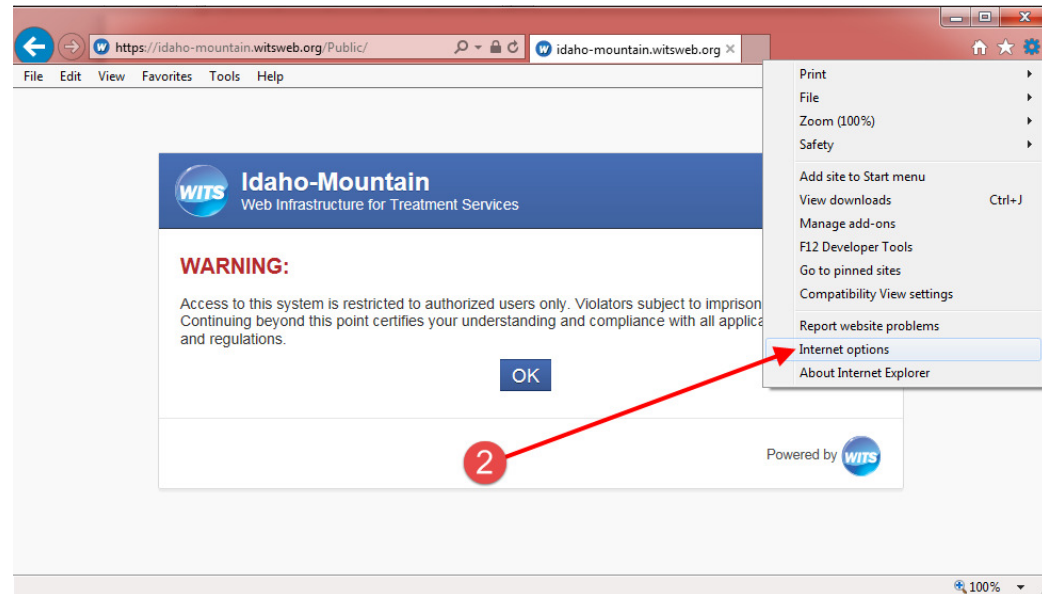 https://idaho-mountain.witsweb.org/Public/
idaho-mountain.witsweb.org
File Edit View Favorites Tools Help
Print
File
Zoom (100%)
Safety
Add site to Start menu
View downloads Ctrl+J
Manage add-ons
F12 Developer Tools
Go to pinned sites
Compatibility View settings
Report website problems
Internet options
About Internet Explorer
WITS
Idaho-Mountain
Web Infrastructure for Treatment Services
WARNING:
Access to this system is restricted to authorized users only. Violators subject to imprison
Continuing beyond this point certifies your understanding and compliance with all applica
and regulations.
OK
2
Powered by WITS
100%